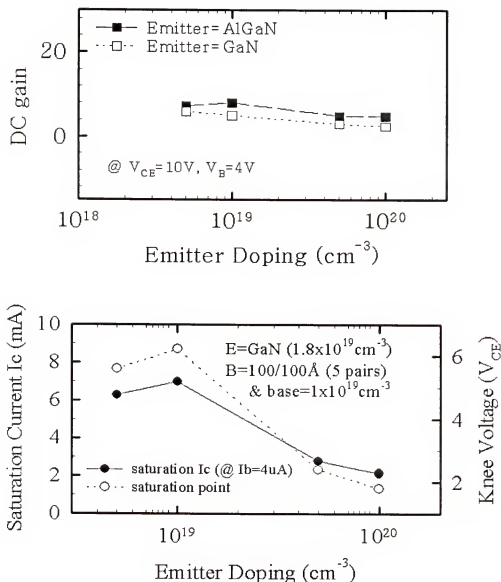 Emitter=AlGaN
Emitter=GaN
20
0
DC gain
@ V_CE=10V, V_B=4V
10^18 10^19 10^20
Emitter Doping (cm^-3)
10
8
6
4
2
0
Saturation Current Ic (mA)
E=GaN (1.8x10^19cm^-3)
B=100/100Å (5 pairs)
& base=1x10^19cm^-3
saturation Ic (@ Ib=4uA)
saturation point
6
4
2
Knee Voltage (V_CE)
10^19 10^20
Emitter Doping (cm^-3)